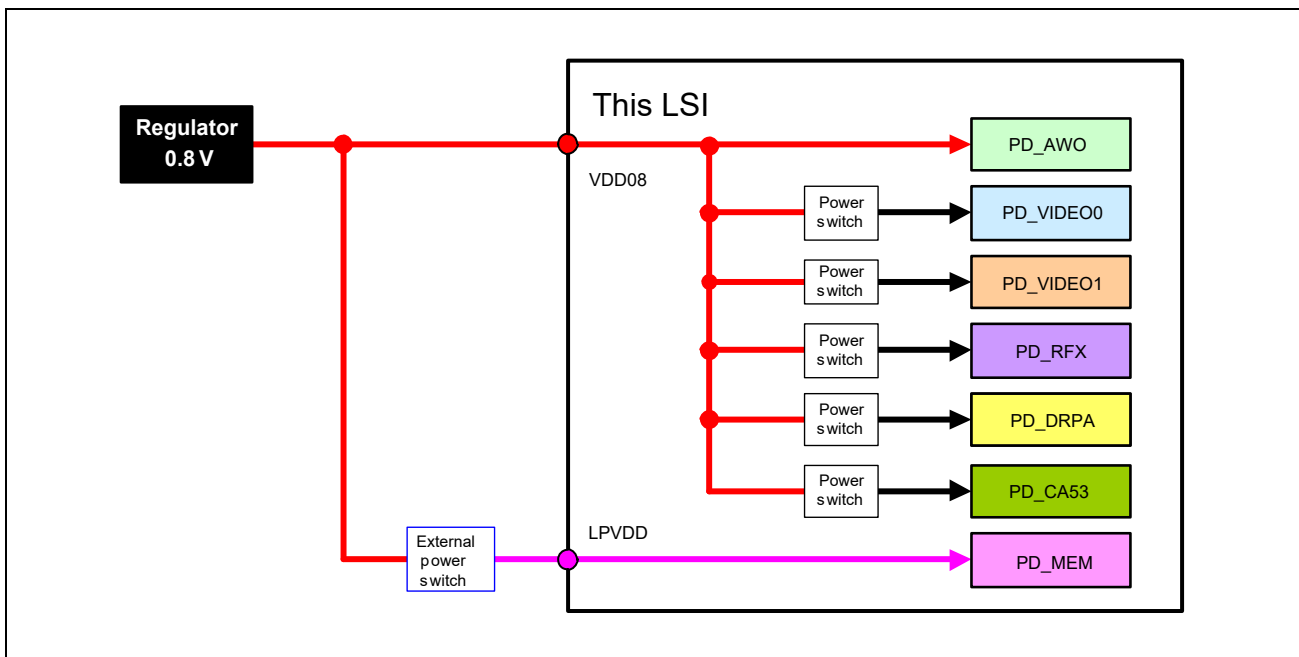 This LSI
Regulator
0.8 V
VDD08
PD_AWO
Power
switch
PD_VIDEO0
Power
switch
PD_VIDEO1
Power
switch
PD_RFX
Power
switch
PD_DRPA
Power
switch
PD_CA53
External
power
switch
LPVDD
PD_MEM